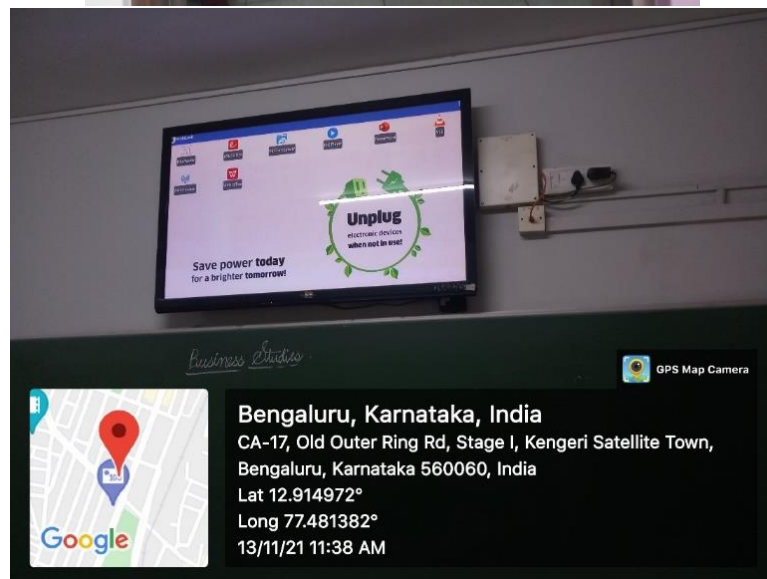 Unplug
electronic devices
when not in use!
Save power today
for a brighter tomorrow!
Business Studies.
GPS Map Camera
Bengaluru, Karnataka, India
CA-17, Old Outer Ring Rd, Stage I, Kengeri Satellite Town,
Bengaluru, Karnataka 560060, India
Lat 12.914972°
Long 77.481382°
13/11/21 11:38 AM
Google